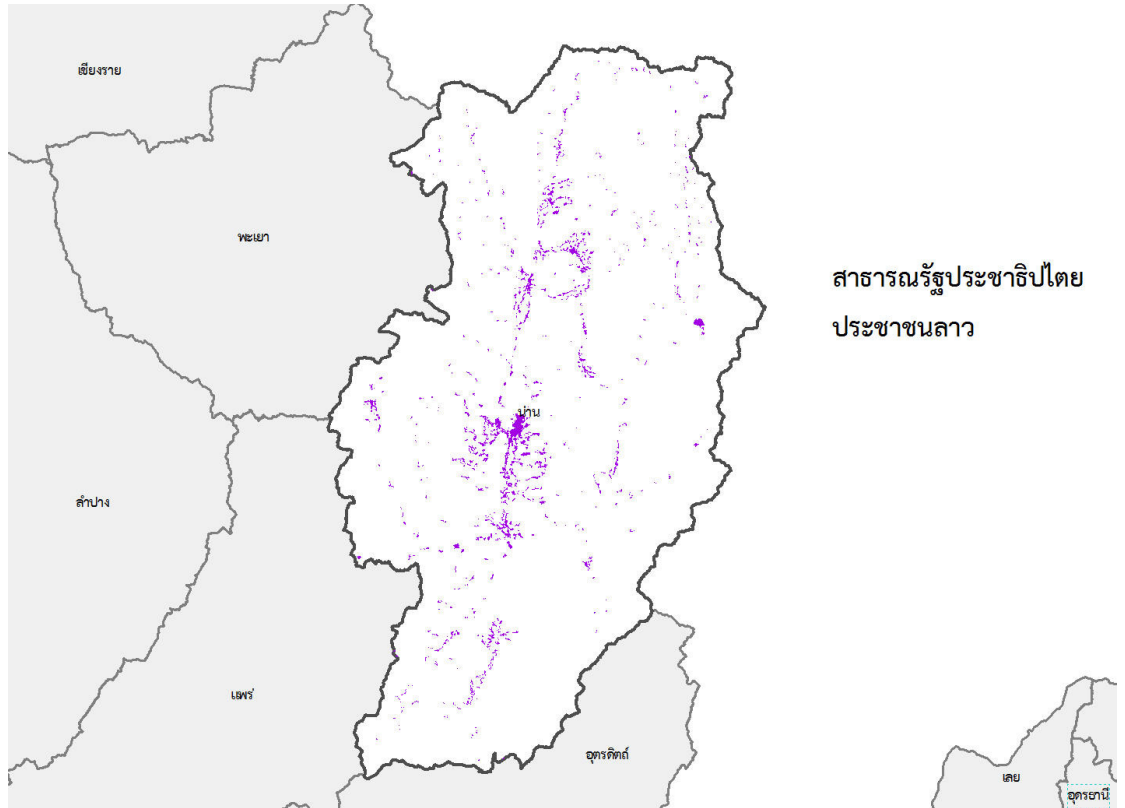 เชียงราย
พะเยา
สาธารณรัฐประชาธิปไตย
ประชาชนลาว
น่าน
ลำปาง
แพร่
อุตรดิตถ์
เลย
อุดรธานี